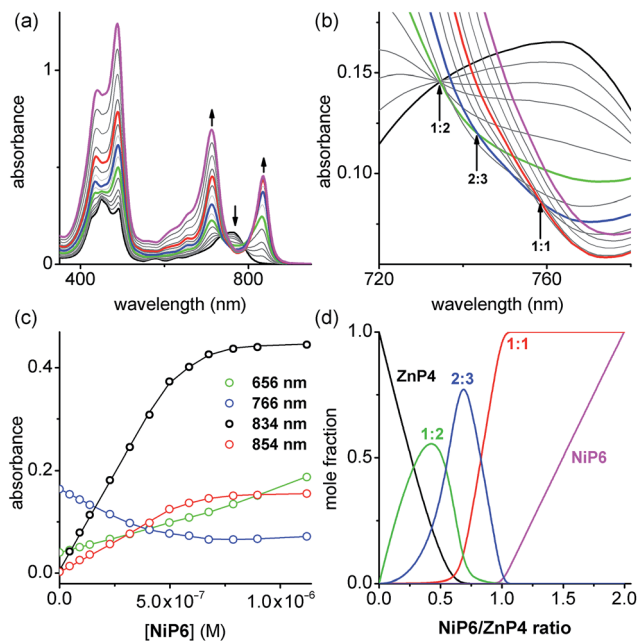 (a)
absorbance
1
0
400
800
wavelength (nm)
(b)
absorbance
0.15
0.10
1:2
2:3
1:1
720
760
wavelength (nm)
(c)
absorbance
0.4
0.2
0.0
656 nm
766 nm
834 nm
854 nm
0.0
5.0x10⁻⁷
1.0x10⁻⁶
[NiP6] (M)
(d)
mole fraction
1.0
0.5
0.0
ZnP4
1:2
2:3
1:1
NiP6
0.0
0.5
1.0
1.5
2.0
NiP6/ZnP4 ratio